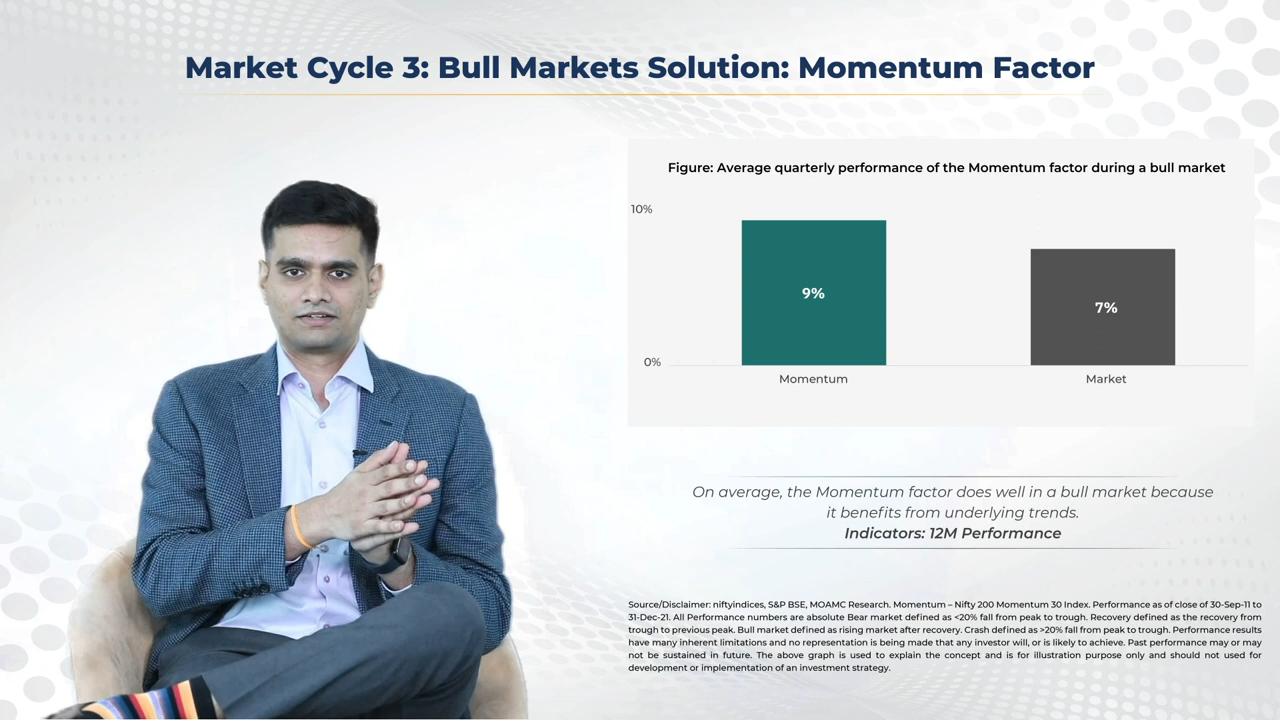 Market Cycle 3: Bull Markets Solution: Momentum Factor
Figure: Average quarterly performance of the Momentum factor during a bull market
10%
9%
7%
0%
Momentum
Market
On average, the Momentum factor does well in a bull market because
it benefits from underlying trends.
Indicators: 12M Performance
Source/Disclaimer: niftyindices, S&P BSE, MOAMC Research. Momentum – Nifty 200 Momentum 30 Index. Performance as of close of 30-Sep-11 to
31-Dec-21. All Performance numbers are absolute Bear market defined as <20% fall from peak to trough. Recovery defined as the recovery from
trough to previous peak. Bull market defined as rising market after recovery. Crash defined as >20% fall from peak to trough. Performance results
have many inherent limitations and no representation is being made that any investor will, or is likely to achieve. Past performance may or may
not be sustained in future. The above graph is used to explain the concept and is for illustration purpose only and should not used for
development or implementation of an investment strategy.